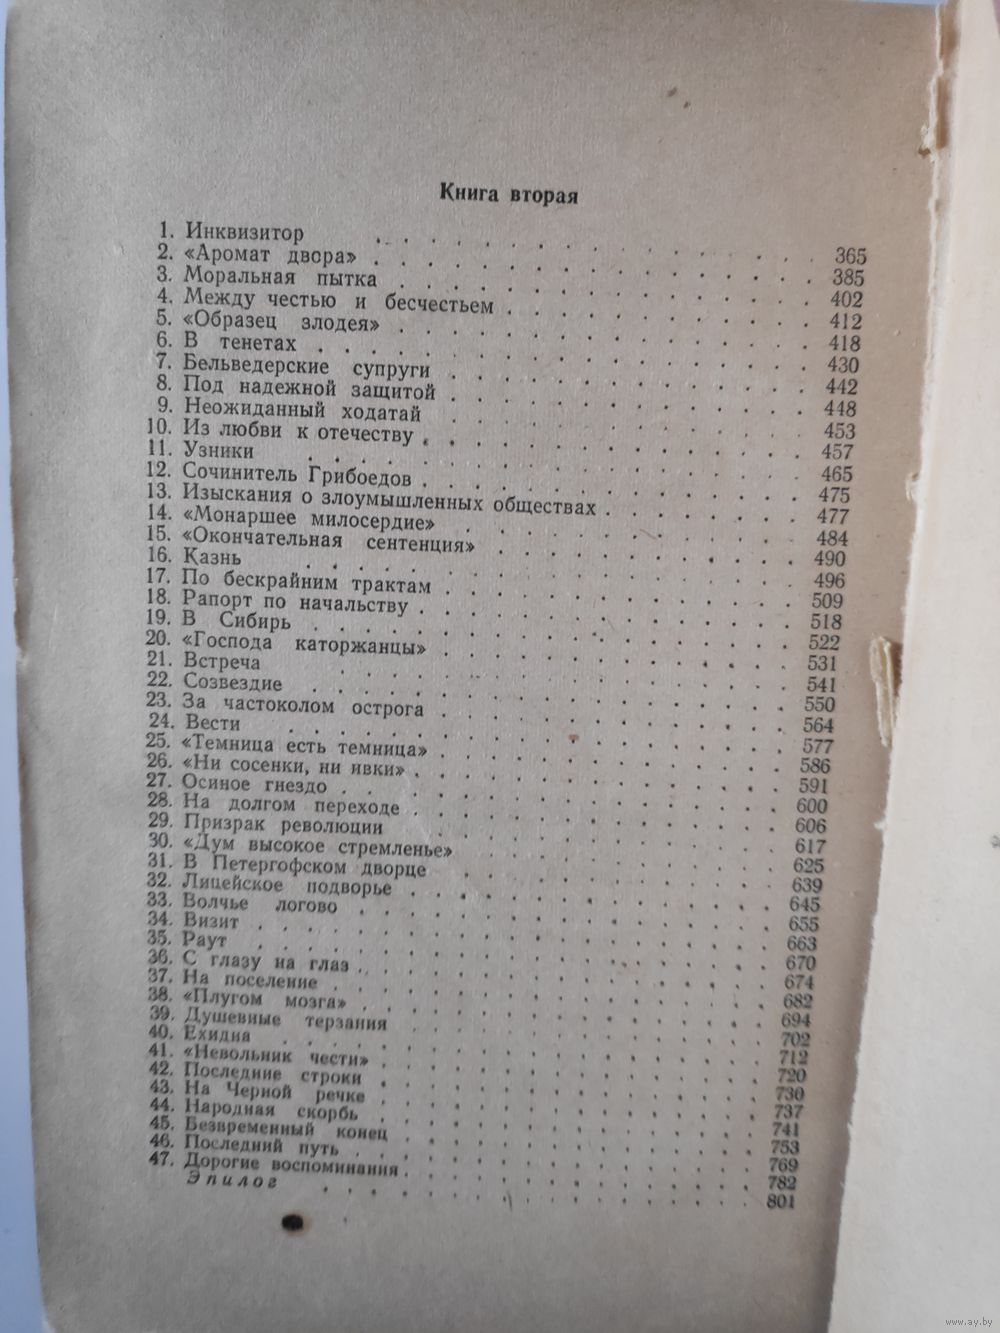 Книга вторая
1. Инквизитор . . . 365
2. «Аромат двора» . . . 385
3. Моральная пытка . . . 402
4. Между честью и бесчестьем . . . 412
5. «Образец злодея» . . . 418
6. В тенетах . . . 430
7. Бельведерские супруги . . . 442
8. Под надежной защитой . . . 448
9. Неожиданный ходатай . . . 453
10. Из любви к отечеству . . . 457
11. Узники . . . 465
12. Сочинитель Грибоедов . . . 475
13. Изыскания о злоумышленных обществах . . . 477
14. «Монаршее милосердие» . . . 484
15. «Окончательная сентенция» . . . 490
16. Казнь . . . 496
17. По бескрайним трактам . . . 509
18. Рапорт по начальству . . . 518
19. В Сибирь . . . 522
20. «Господа каторжанцы» . . . 531
21. Встреча . . . 541
22. Созвездие . . . 550
23. За частоколом острога . . . 564
24. Вести . . . 577
25. «Темница есть темница» . . . 586
26. «Ни сосенки, ни ивки» . . . 591
27. Осиное гнездо . . . 600
28. На долгом переходе . . . 606
29. Призрак революции . . . 617
30. «Дум высокое стремленье» . . . 625
31. В Петергофском дворце . . . 639
32. Лицейское подворье . . . 645
33. Волчье логово . . . 655
34. Визит . . . 663
35. Раут . . . 670
36. С глазу на глаз . . . 674
37. На поселение . . . 682
38. «Плугом мозга» . . . 694
39. Душевные терзания . . . 702
40. Ехидна . . . 712
41. «Невольник чести» . . . 720
42. Последние строки . . . 730
43. На Черной речке . . . 737
44. Народная скорбь . . . 741
45. Безвременный конец . . . 753
46. Последний путь . . . 769
47. Дорогие воспоминания . . . 782
Эпилог . . . 801
www.ay.by